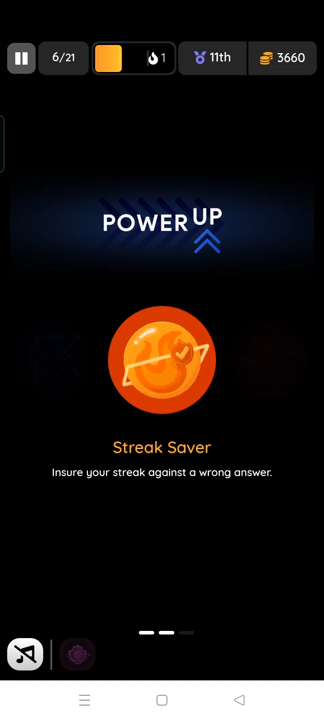 6/21
1
11th
3660
POWER UP
Streak Saver
Insure your streak against a wrong answer.